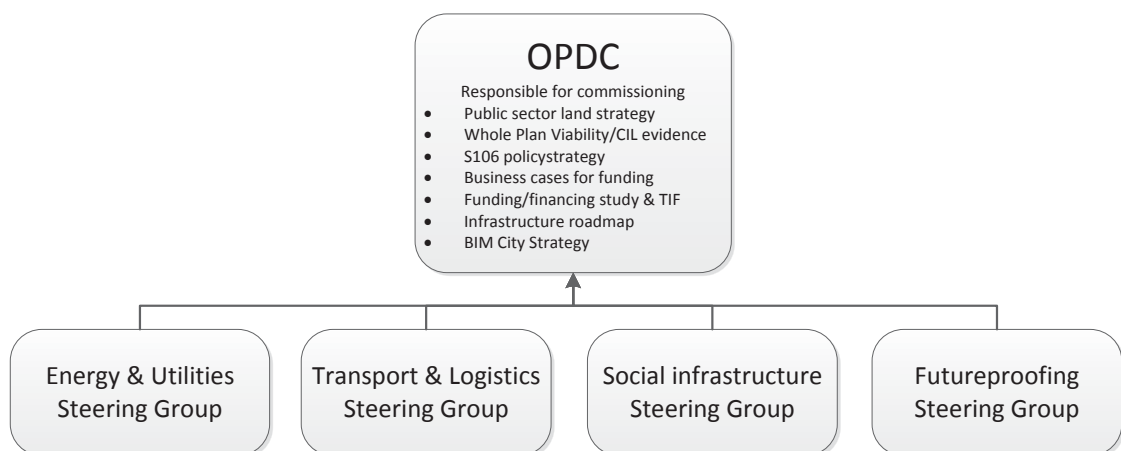 OPDC
Responsible for commissioning
• Public sector land strategy
• Whole Plan Viability/CIL evidence
• S106 policystrategy
• Business cases for funding
• Funding/financing study & TIF
• Infrastructure roadmap
• BIM City Strategy
Energy & Utilities
Steering Group
Transport & Logistics
Steering Group
Social infrastructure
Steering Group
Futureproofing
Steering Group